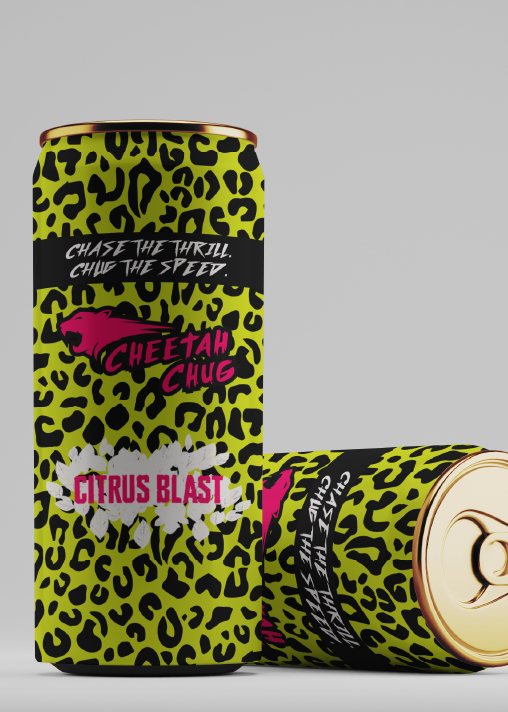 CHASE THE THRILL.
CHUG THE SPEED.
CHEETAH
CHUG
CITRUS BLAST
CHASE THE THRILL.
CHUG THE SPEED.